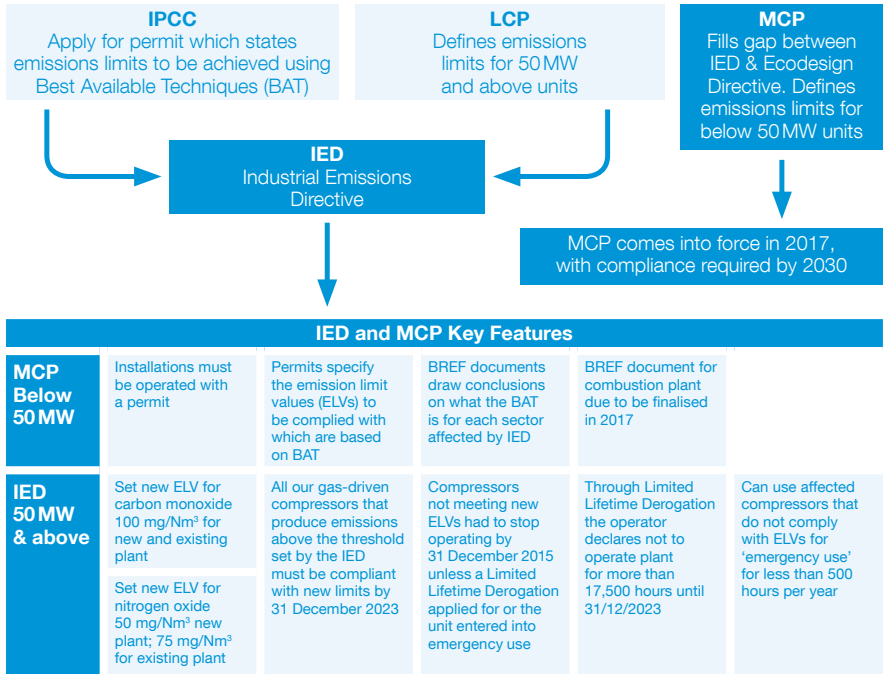 IPCC
Apply for permit which states
emissions limits to be achieved using
Best Available Techniques (BAT)
LCP
Defines emissions
limits for 50 MW
and above units
MCP
Fills gap between
IED & Ecodesign
Directive. Defines
emissions limits for
below 50 MW units
IED
Industrial Emissions
Directive
MCP comes into force in 2017,
with compliance required by 2030
IED and MCP Key Features
MCP
Below
50 MW
Installations must
be operated with
a permit
Permits specify
the emission limit
values (ELVs) to
be complied with
which are based
on BAT
BREF documents
draw conclusions
on what the BAT
is for each sector
affected by IED
BREF document for
combustion plant
due to be finalised
in 2017
IED
50 MW
& above
Set new ELV for
carbon monoxide
100 mg/Nm³ for
new and existing
plant
Set new ELV for
nitrogen oxide
50 mg/Nm³ new
plant; 75 mg/Nm³
for existing plant
All our gas-driven
compressors that
produce emissions
above the threshold
set by the IED
must be compliant
with new limits by
31 December 2023
Compressors
not meeting new
ELVs had to stop
operating by
31 December 2015
unless a Limited
Lifetime Derogation
applied for or the
unit entered into
emergency use
Through Limited
Lifetime Derogation
the operator
declares not to
operate plant
for more than
17,500 hours until
31/12/2023
Can use affected
compressors that
do not comply
with ELVs for
‘emergency use’
for less than 500
hours per year